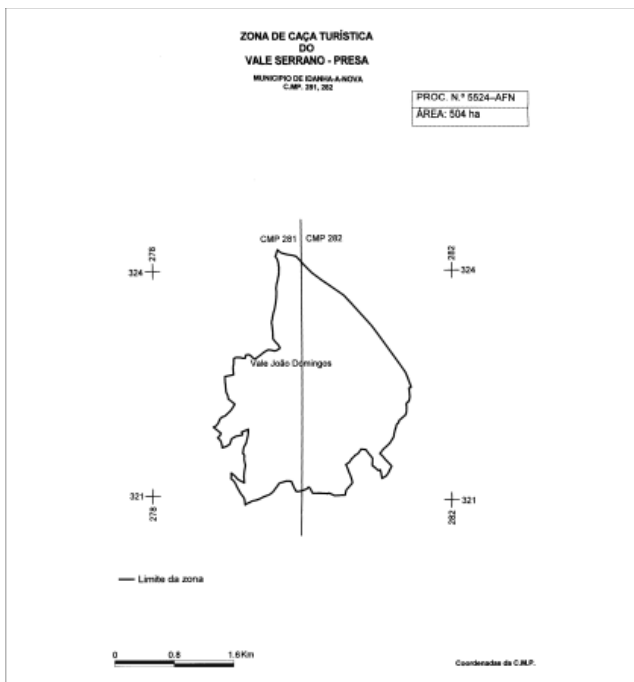 ZONA DE CAÇA TURÍSTICA
DO
VALE SERRANO - PRESA
MUNICIPIO DE IDANHA-A-NOVA
C.MP. 281, 282
PROC. N.º 5524-AFN
ÁREA: 504 ha
CMP 281 CMP 282
278
282
324
324
Vale João Domingos
321
321
278
282
Limite da zona
0 0.8 1.6Km
Coordenadas da C.M.P.